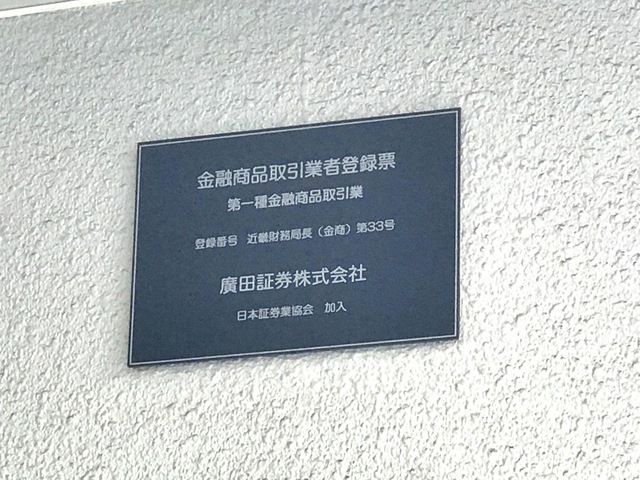 金融商品取引業者登録票
第一種金融商品取引業
登録番号 近畿財務局長（金商）第33号
廣田証券株式会社
日本証券業協会 加入